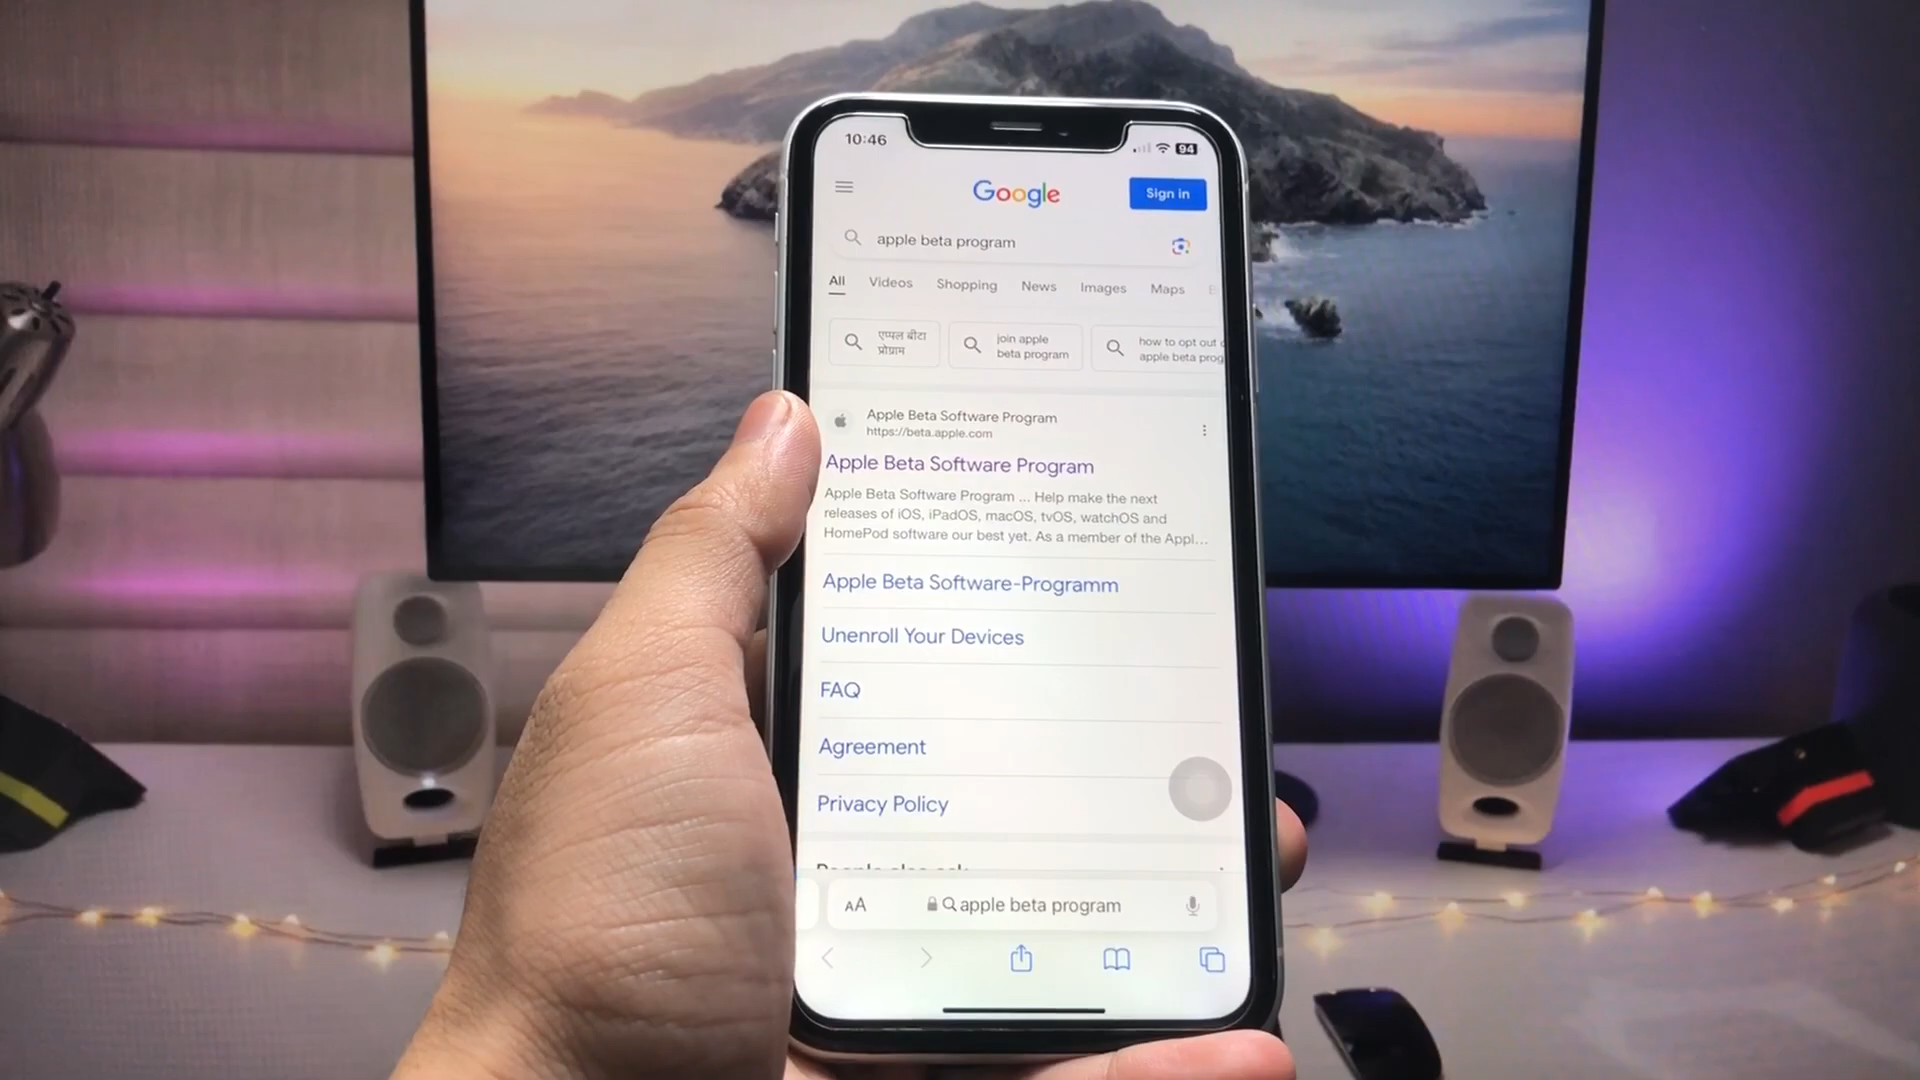 10:46
94
Google
Sign in
apple beta program
All Videos Shopping News Images Maps
एप्पल बीटा
प्रोग्राम
join apple
beta program
how to opt out
apple beta prog
Apple Beta Software Program
https://beta.apple.com
Apple Beta Software Program
Apple Beta Software Program ... Help make the next
releases of iOS, iPadOS, macOS, tvOS, watchOS and
HomePod software our best yet. As a member of the Appl...
Apple Beta Software-Programm
Unenroll Your Devices
FAQ
Agreement
Privacy Policy
AA
apple beta program